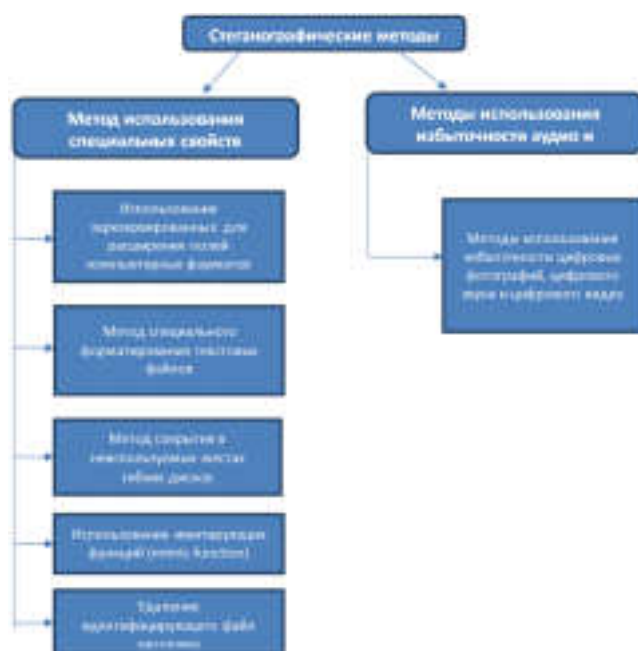 Стеганографические методы
Метод использования
специальных свойств
Методы использования
избыточности аудио и
Использование
зарезервированных для
расширения полей
компьютерных форматов
Метод специального
форматирования текстовых
файлов
Метод сокрытия в
неиспользуемых местах
гибких дисков
Использование имитирующих
функций (mimic-function)
Удаление
идентифицирующего файл
заголовка
Методы использования
избыточности цифровых
фотографий, цифрового
звука и цифрового видео